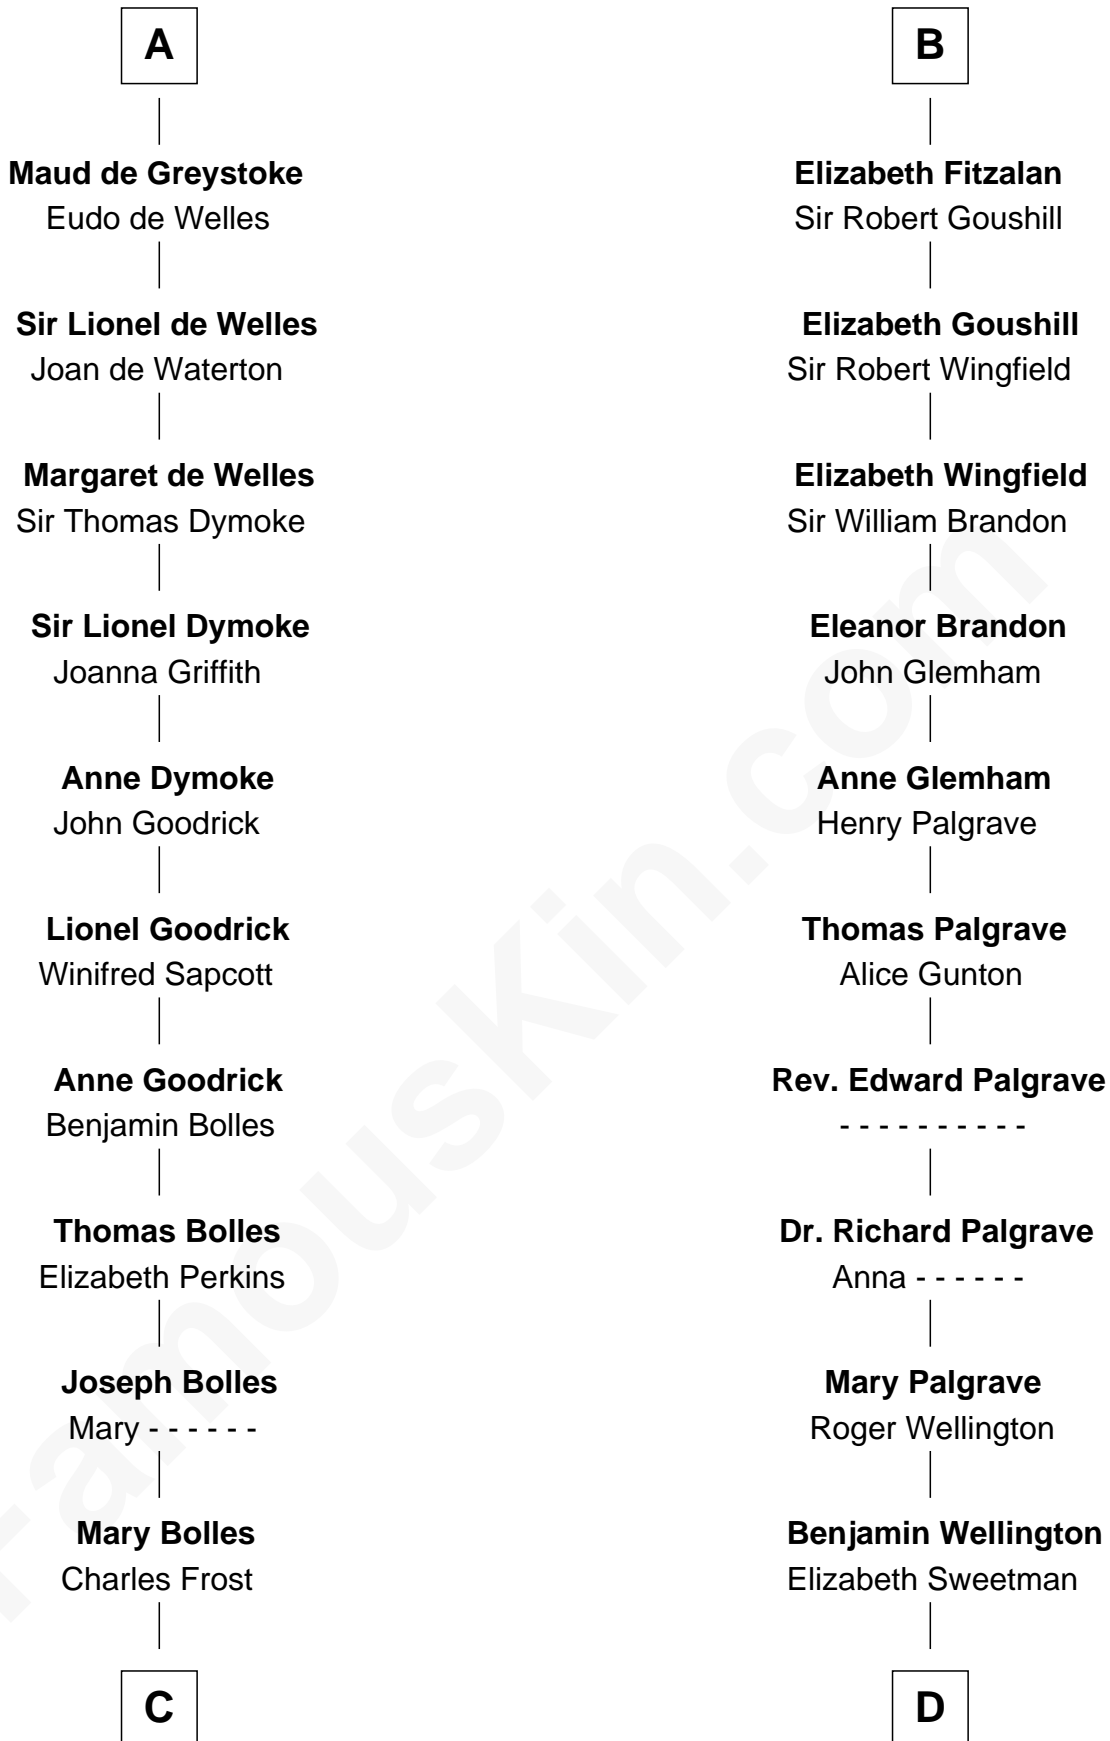 A
Maud de Greystoke
Eudo de Welles
Sir Lionel de Welles
Joan de Waterton
Margaret de Welles
Sir Thomas Dymoke
Sir Lionel Dymoke
Joanna Griffith
Anne Dymoke
John Goodrick
Lionel Goodrick
Winifred Sapcott
Anne Goodrick
Benjamin Bolles
Thomas Bolles
Elizabeth Perkins
Joseph Bolles
Mary - - - - - -
Mary Bolles
Charles Frost
C
B
Elizabeth Fitzalan
Sir Robert Goushill
Elizabeth Goushill
Sir Robert Wingfield
Elizabeth Wingfield
Sir William Brandon
Eleanor Brandon
John Glemham
Anne Glemham
Henry Palgrave
Thomas Palgrave
Alice Gunton
Rev. Edward Palgrave
- - - - - - - - - -
Dr. Richard Palgrave
Anna - - - - - -
Mary Palgrave
Roger Wellington
Benjamin Wellington
Elizabeth Sweetman
D
FamousKin.com